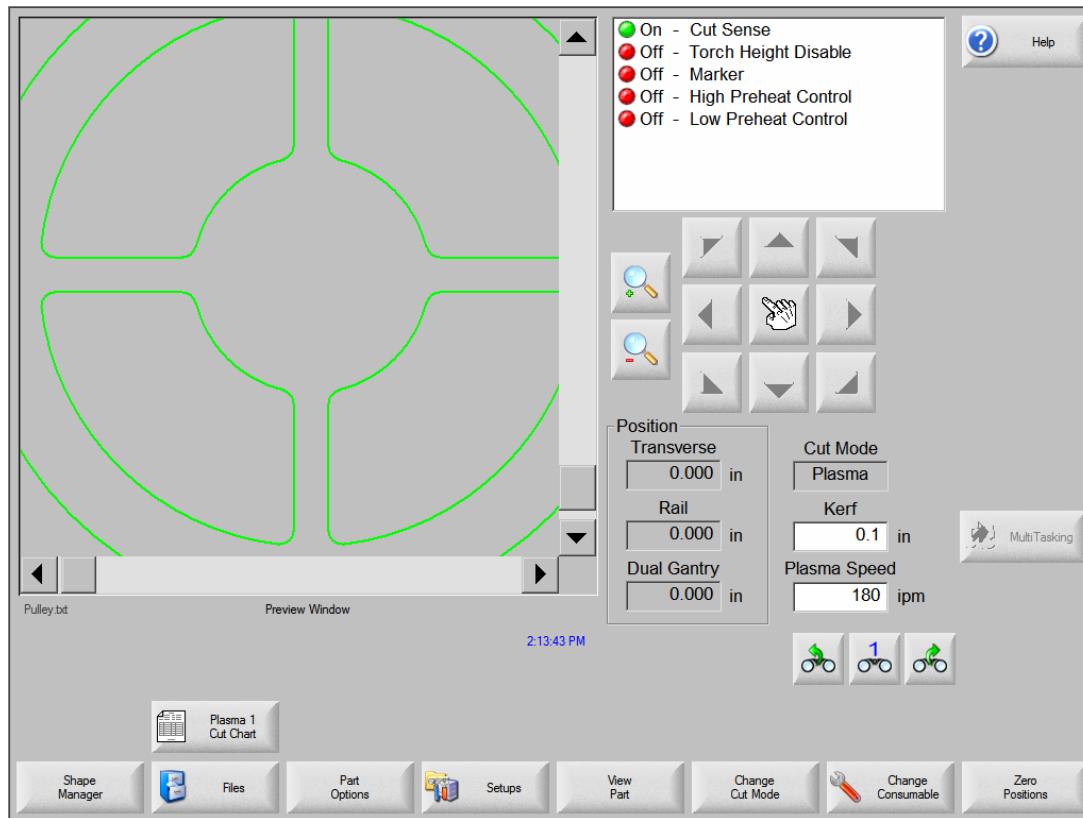 On - Cut Sense
Off - Torch Height Disable
Off - Marker
Off - High Preheat Control
Off - Low Preheat Control
Help
Position
Transverse
0.000 in
Rail
0.000 in
Dual Gantry
0.000 in
Cut Mode
Plasma
Kerf
0.1 in
Plasma Speed
180 ipm
MultiTasking
Pulley.txt
Preview Window
2:13:43 PM
1
Plasma 1
Cut Chart
Shape
Manager
Files
Part
Options
Setups
View
Part
Change
Cut Mode
Change
Consumable
Zero
Positions